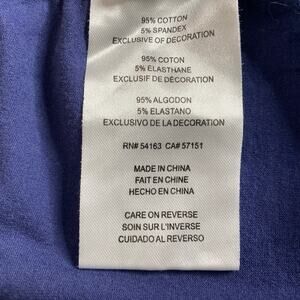 95% COTTON
5% SPANDEX
EXCLUSIVE OF DECORATION
95% COTON
5% ELASTHANE
EXCLUSIF DE DÉCORATION
95% ALGODON
5% ELASTANO
EXCLUSIVO DE LA DECORATION
RN# 54163 CA# 57151
MADE IN CHINA
FAIT EN CHINE
HECHO EN CHINA
CARE ON REVERSE
SOIN SUR L'INVERSE
CUIDADO AL REVERSO